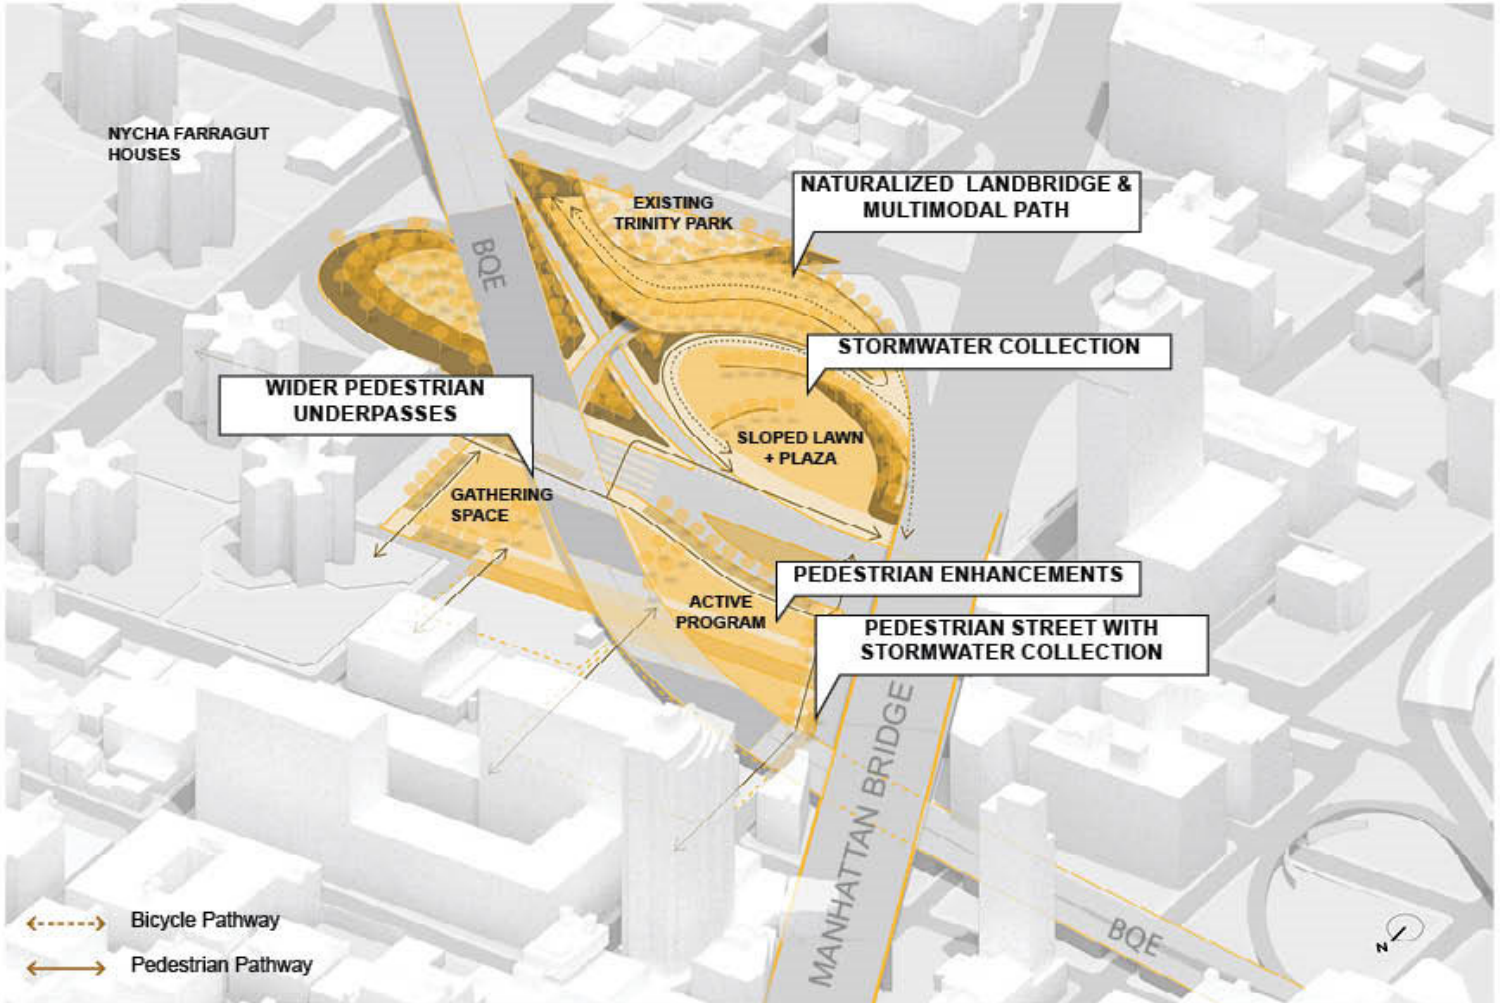 NYCHA FARRAGUT
HOUSES
NATURALIZED LANDBRIDGE &
MULTIMODAL PATH
EXISTING
TRINITY PARK
BQE
STORMWATER COLLECTION
WIDER PEDESTRIAN
UNDERPASSES
SLOPED LAWN
+ PLAZA
GATHERING
SPACE
PEDESTRIAN ENHANCEMENTS
ACTIVE
PROGRAM
PEDESTRIAN STREET WITH
STORMWATER COLLECTION
MANHATTAN BRIDGE
BQE
N
Bicycle Pathway
Pedestrian Pathway